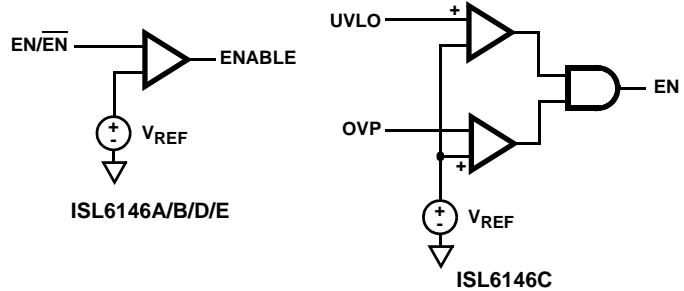 EN/EN
ENABLE
+
-
VREF
ISL6146A/B/D/E
UVLO
+
OVP
+
EN
+
-
VREF
ISL6146C